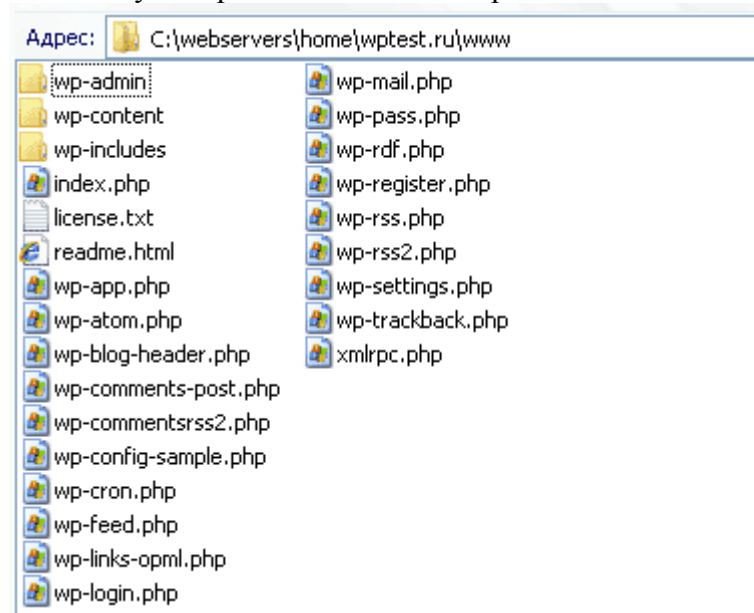 Адрес: C:\webservers\home\wptest.ru\www
wp-admin
wp-content
wp-includes
index.php
license.txt
readme.html
wp-app.php
wp-atom.php
wp-blog-header.php
wp-comments-post.php
wp-commentsrss2.php
wp-config-sample.php
wp-cron.php
wp-feed.php
wp-links-opml.php
wp-login.php
wp-mail.php
wp-pass.php
wp-rdf.php
wp-register.php
wp-rss.php
wp-rss2.php
wp-settings.php
wp-trackback.php
xmlrpc.php